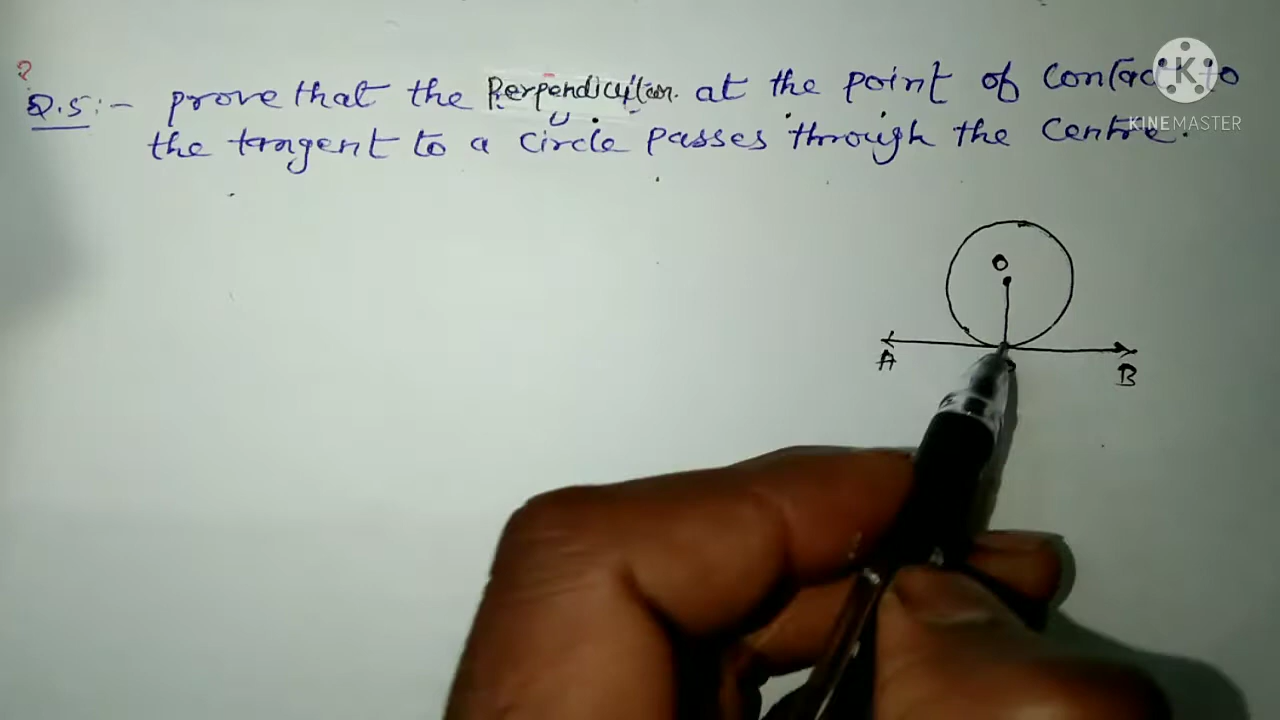 ?
Q.5:- prove that the Perpendicular. at the point of contact to
K
KINEMASTER
the tangent to a circle passes through the centre.
O
A
B